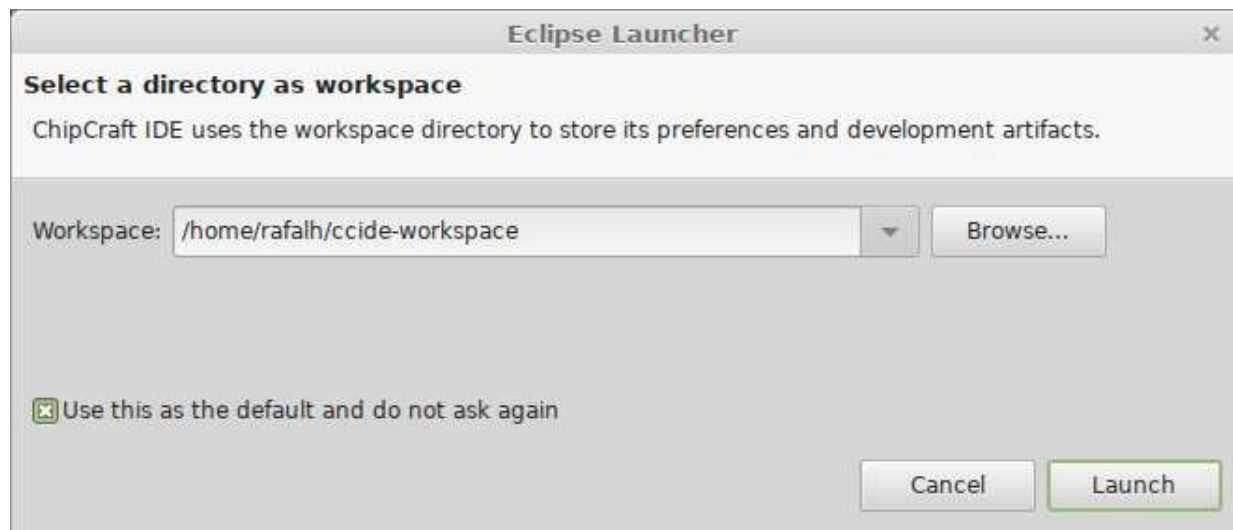 Eclipse Launcher
Select a directory as workspace
ChipCraft IDE uses the workspace directory to store its preferences and development artifacts.
Workspace: /home/rafalh/ccide-workspace Browse...
Use this as the default and do not ask again
Cancel Launch